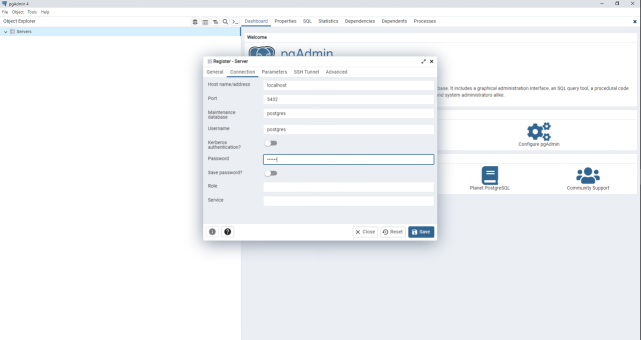 pgAdmin 4
File Object Tools Help
Object Explorer
Dashboard Properties SQL Statistics Dependencies Dependents Processes
Servers
Welcome
pgAdmin
Register - Server
General Connection Parameters SSH Tunnel Advanced
Host name/address
localhost
Port
5432
Maintenance
database
postgres
Username
postgres
Kerberos
authentication?
Password
Save password?
Role
Service
Close Reset Save
base. It includes a graphical administration interface, an SQL query tool, a procedural code
nd system administrators alike.
Configure pgAdmin
Planet PostgreSQL
Community Support